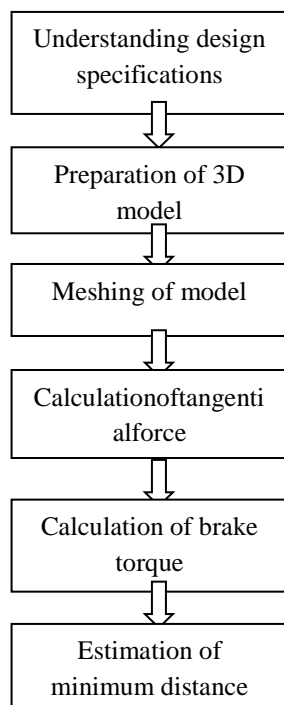 Understanding design
specifications
Preparation of 3D
model
Meshing of model
Calculationoftangenti
alforce
Calculation of brake
torque
Estimation of
minimum distance